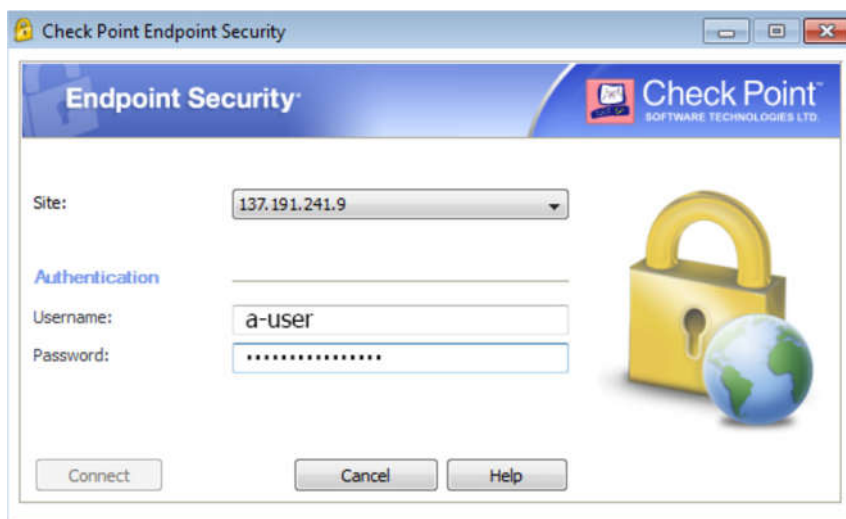 Check Point Endpoint Security
Endpoint Security
Check Point™
SOFTWARE TECHNOLOGIES LTD.
Site: 137.191.241.9
Authentication
Username: a-user
Password: ••••••••••••••••
Connect Cancel Help